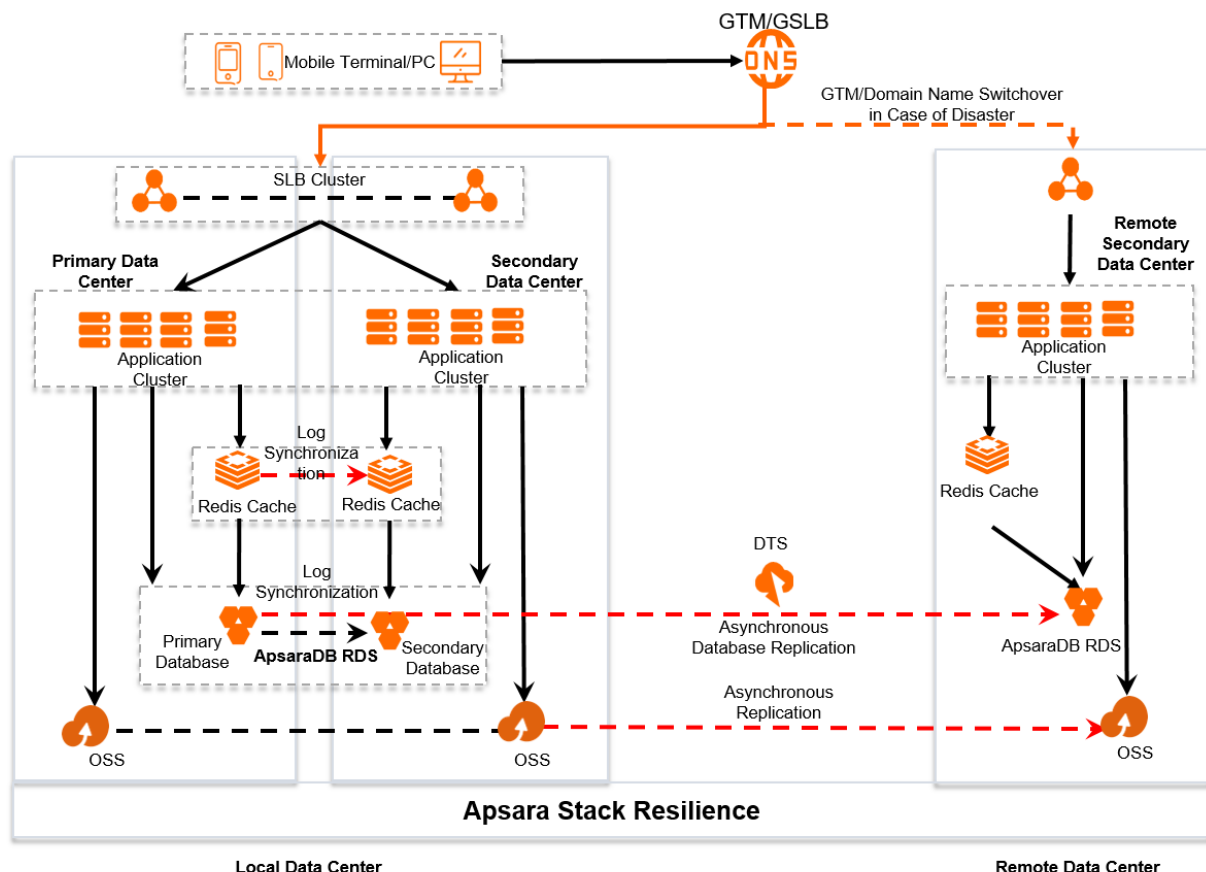 GTM/GSLB
DNS
Mobile Terminal/PC
GTM/Domain Name Switchover
in Case of Disaster
SLB Cluster
Primary Data
Center
Secondary
Data Center
Remote
Secondary
Data Center
Application
Cluster
Application
Cluster
Application
Cluster
Log
Synchroniza
tion
Redis Cache
Redis Cache
Redis Cache
DTS
Log
Synchronization
Primary
Database
ApsaraDB RDS
Secondary
Database
Asynchronous
Database Replication
ApsaraDB RDS
Asynchronous
Replication
OSS
OSS
OSS
Apsara Stack Resilience
Local Data Center
Remote Data Center